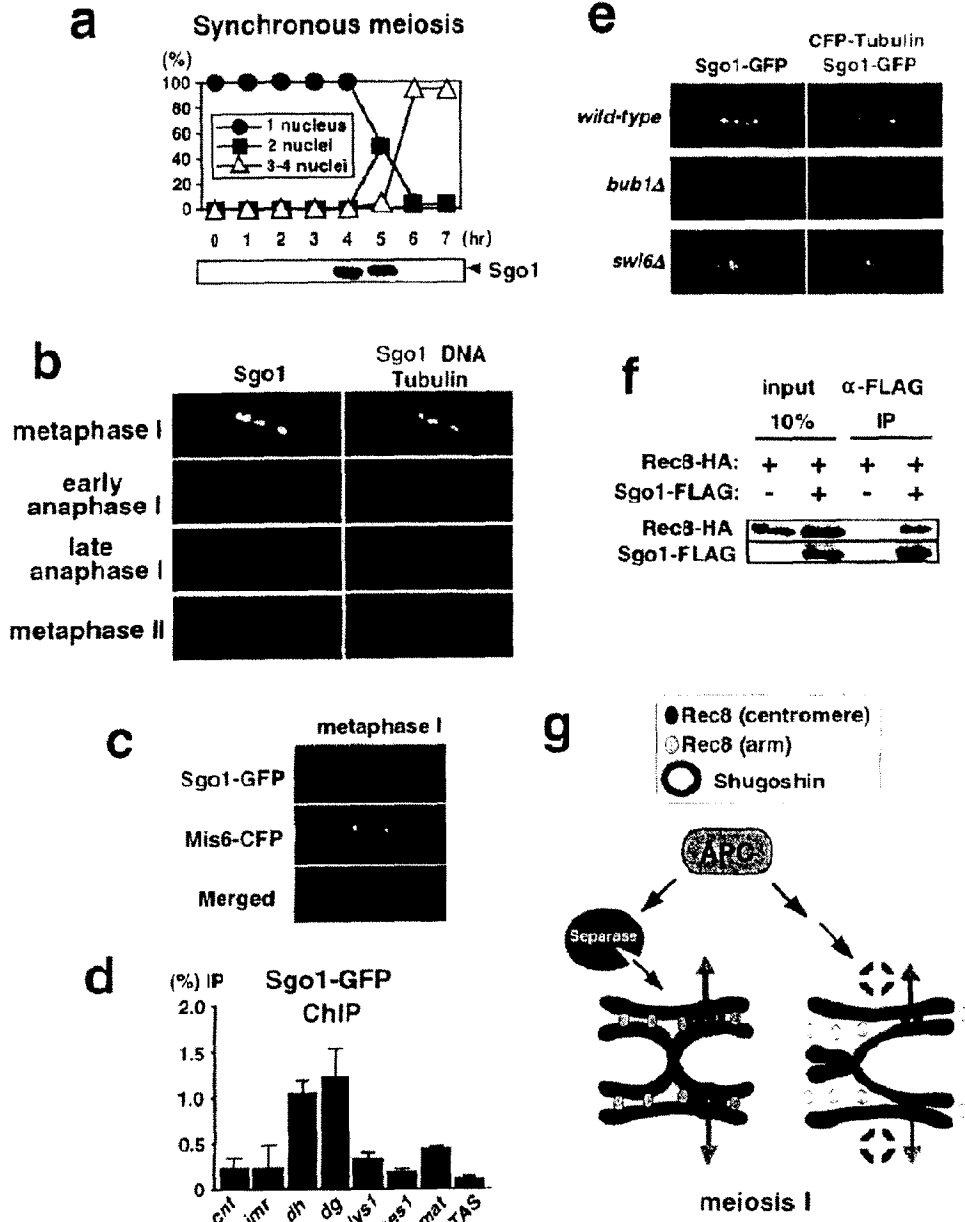 a
Synchronous meiosis
(%)
100
80
60
40
20
0
1 nucleus
2 nuclei
3-4 nuclei
0 1 2 3 4 5 6 7 (hr)
Sgo1
b
Sgo1
Sgo1 DNA
Tubulin
metaphase I
early
anaphase I
late
anaphase I
metaphase II
c
metaphase I
Sgo1-GFP
Mis6-CFP
Merged
d
(%) IP
Sgo1-GFP
ChIP
2.0
1.5
1.0
0.5
0
cnt imr dh dg lys1 mat TAS
e
Sgo1-GFP
CFP-Tubulin
Sgo1-GFP
wild-type
bub1Δ
swi6Δ
f
input α-FLAG
10% IP
Rec8-HA: + + + +
Sgo1-FLAG: - + - +
Rec8-HA
Sgo1-FLAG
g
Rec8 (centromere)
Rec8 (arm)
Shugoshin
APC
Separase
meiosis I